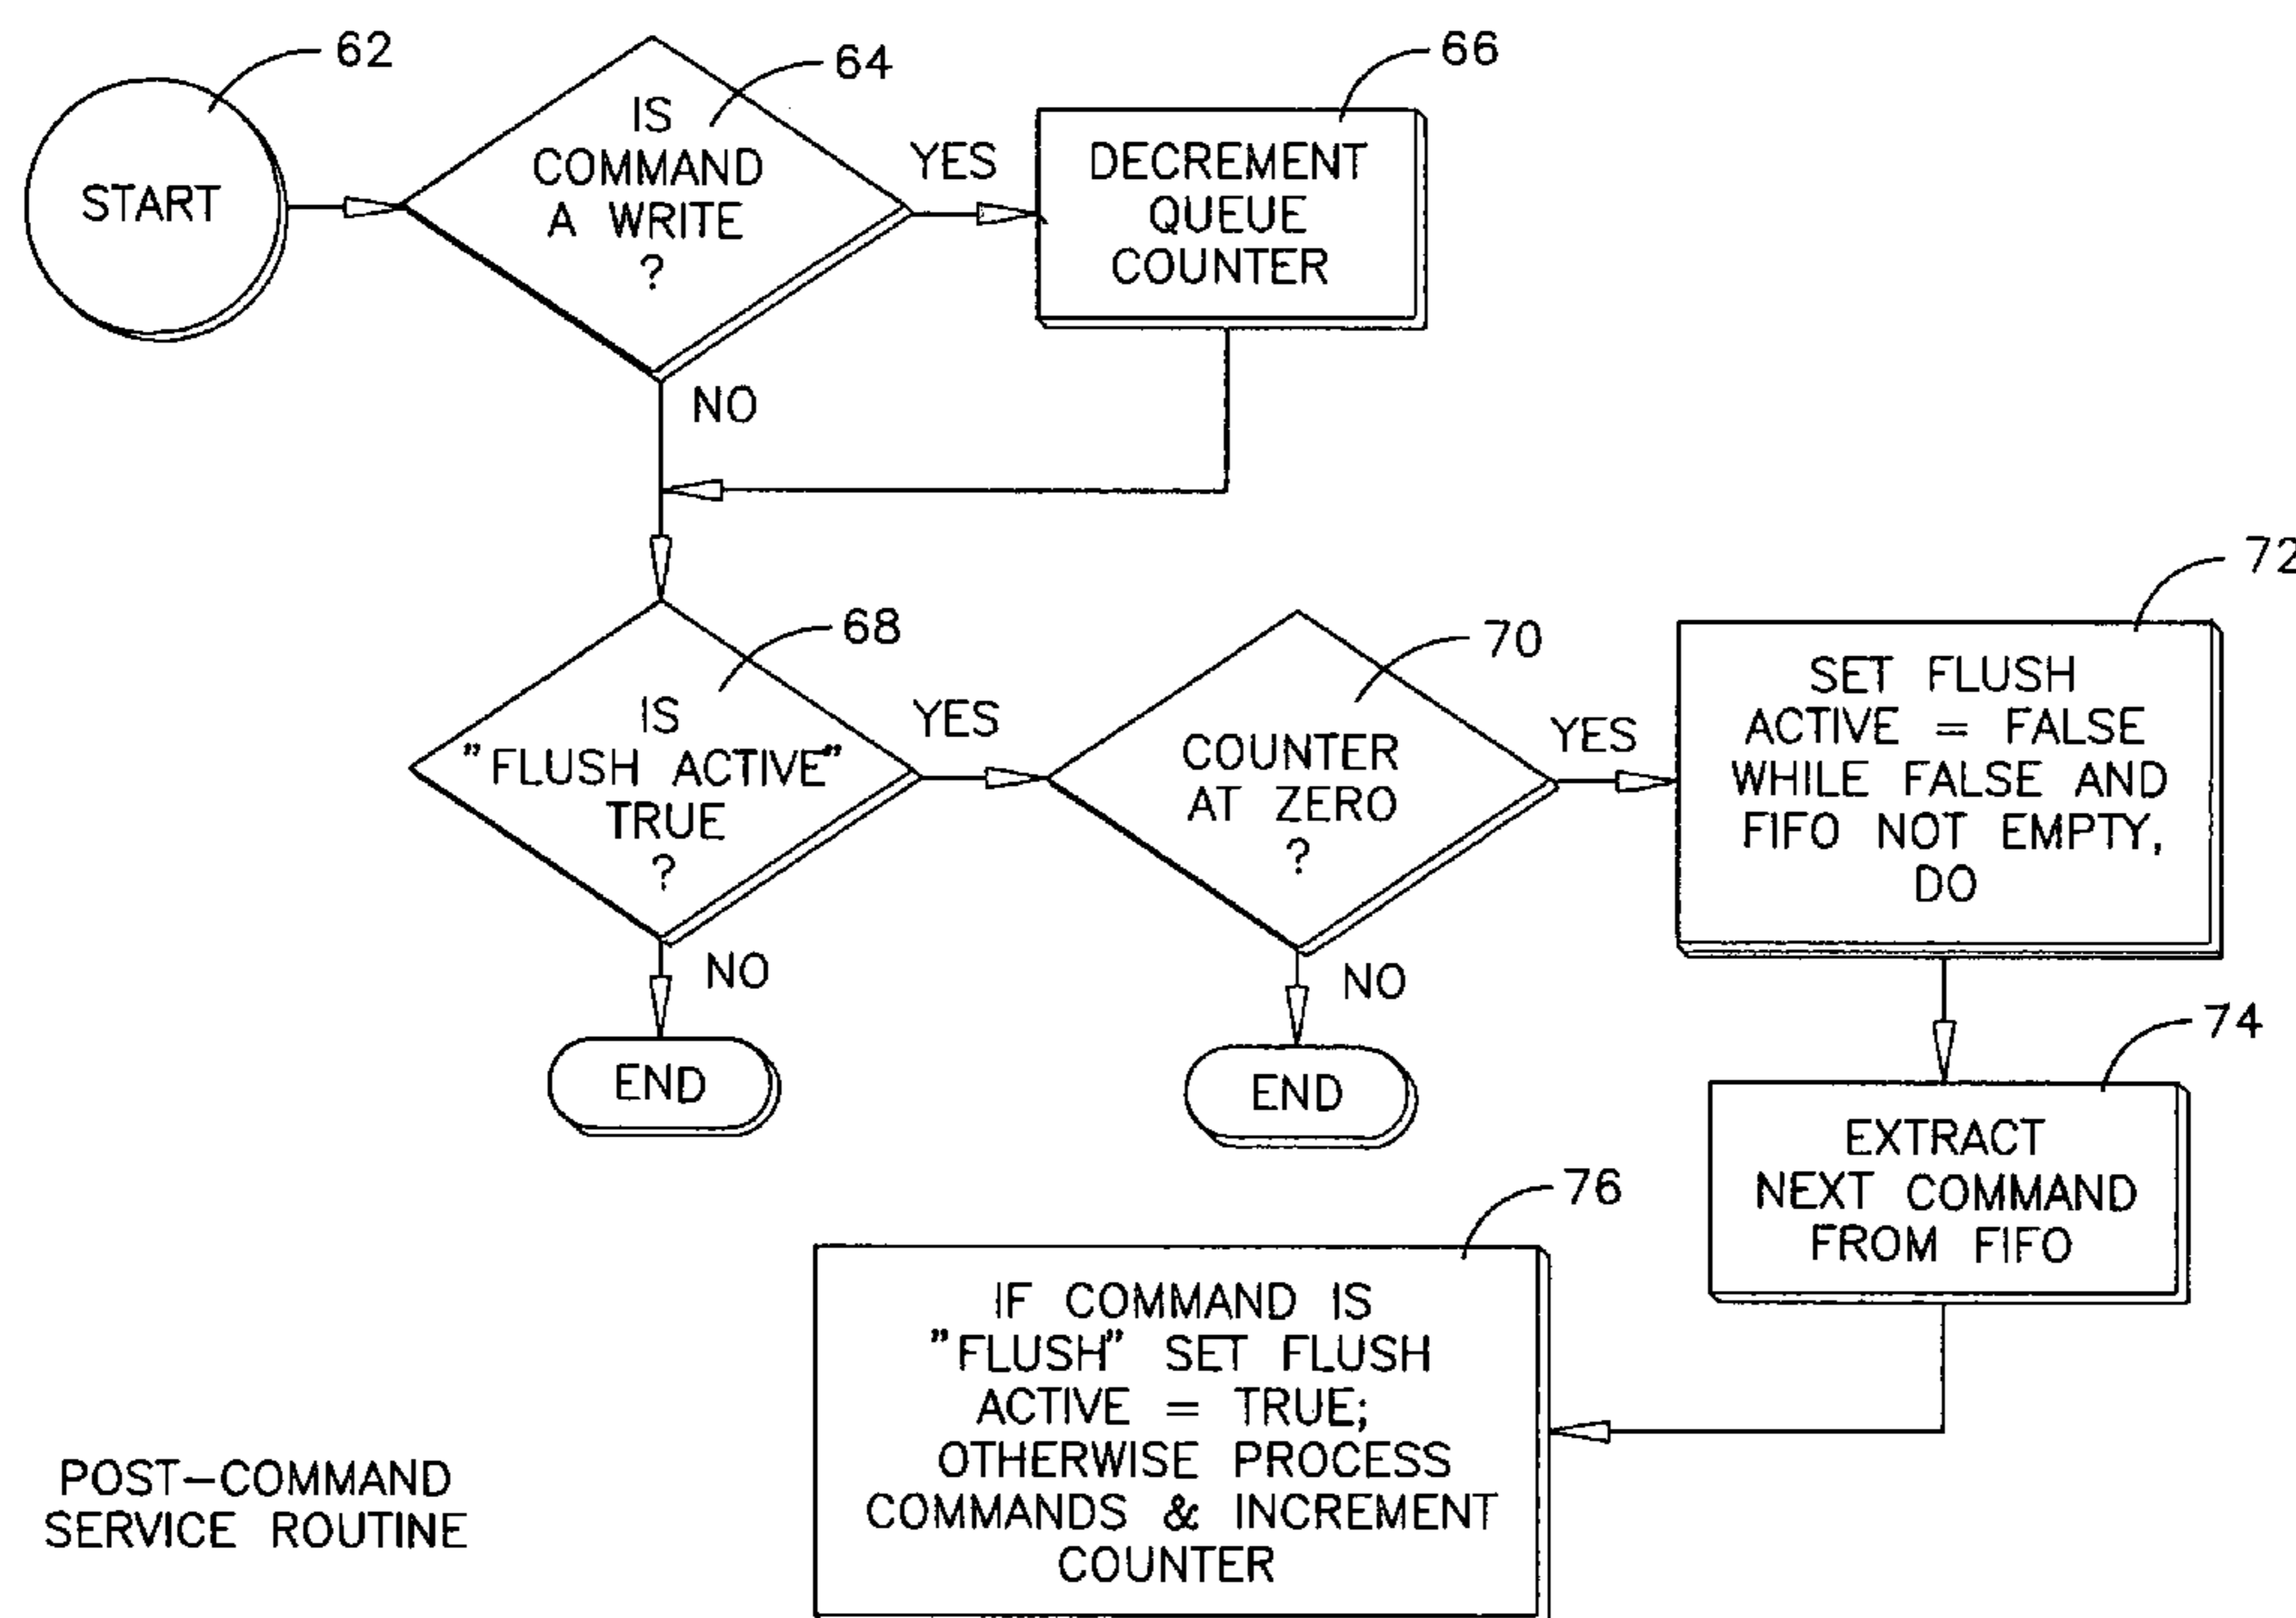 62
START
64
IS
COMMAND
A WRITE
?
YES
66
DECREMENT
QUEUE
COUNTER
NO
68
IS
"FLUSH ACTIVE"
TRUE
?
YES
NO
END
70
COUNTER
AT ZERO
?
YES
NO
END
72
SET FLUSH
ACTIVE = FALSE
WHILE FALSE AND
FIFO NOT EMPTY,
DO
74
EXTRACT
NEXT COMMAND
FROM FIFO
76
IF COMMAND IS
"FLUSH" SET FLUSH
ACTIVE = TRUE;
OTHERWISE PROCESS
COMMANDS & INCREMENT
COUNTER
POST-COMMAND
SERVICE ROUTINE